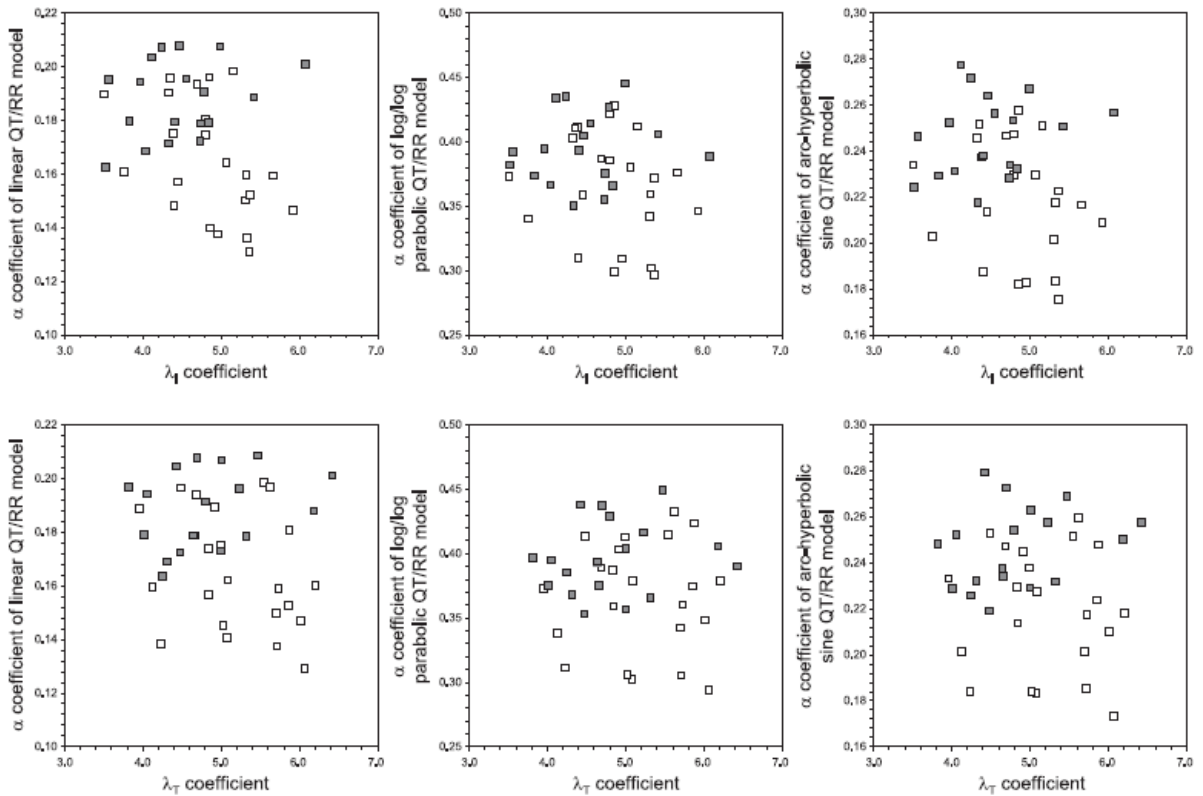 0.22
0.20
0.18
0.16
0.14
0.12
0.10
3.0 4.0 5.0 6.0 7.0
α coefficient of linear QT/RR model
λI coefficient
0.50
0.45
0.40
0.35
0.30
0.25
3.0 4.0 5.0 6.0 7.0
α coefficient of log/log
parabolic QT/RR model
λI coefficient
0.30
0.28
0.26
0.24
0.22
0.20
0.18
0.16
3.0 4.0 5.0 6.0 7.0
α coefficient of arc-hyperbolic
sine QT/RR model
λI coefficient
0.22
0.20
0.18
0.16
0.14
0.12
0.10
3.0 4.0 5.0 6.0 7.0
α coefficient of linear QT/RR model
λT coefficient
0.50
0.45
0.40
0.35
0.30
0.25
3.0 4.0 5.0 6.0 7.0
α coefficient of log/log
parabolic QT/RR model
λT coefficient
0.30
0.28
0.26
0.24
0.22
0.20
0.18
0.16
3.0 4.0 5.0 6.0 7.0
α coefficient of arc-hyperbolic
sine QT/RR model
λT coefficient